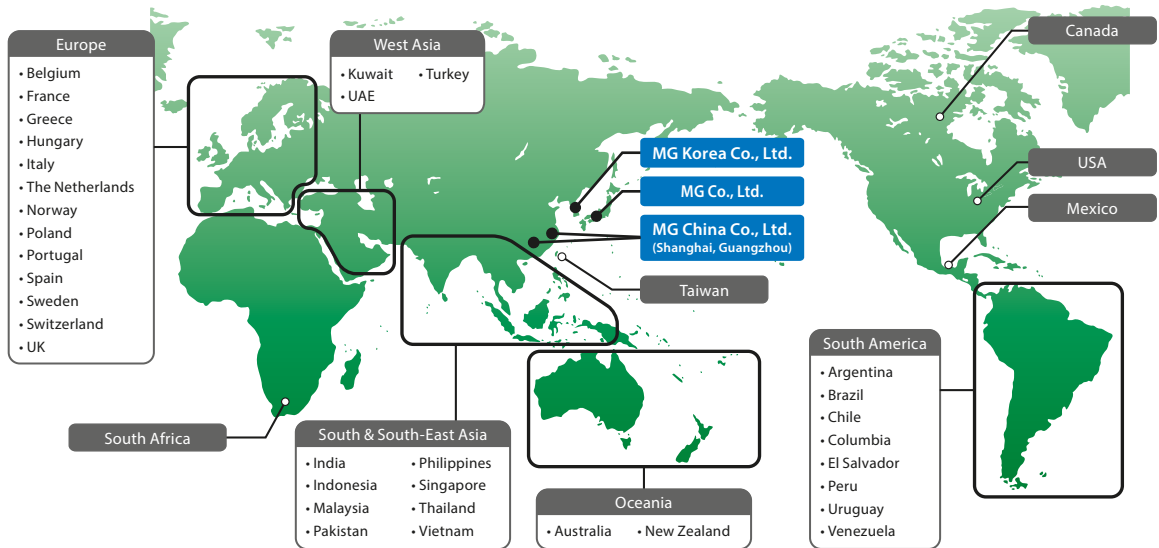 Europe
• Belgium
• France
• Greece
• Hungary
• Italy
• The Netherlands
• Norway
• Poland
• Portugal
• Spain
• Sweden
• Switzerland
• UK
West Asia
• Kuwait • Turkey
• UAE
Canada
MG Korea Co., Ltd.
USA
MG Co., Ltd.
Mexico
MG China Co., Ltd.
(Shanghai, Guangzhou)
Taiwan
South Africa
South & South-East Asia
• India • Philippines
• Indonesia • Singapore
• Malaysia • Thailand
• Pakistan • Vietnam
Oceania
• Australia • New Zealand
South America
• Argentina
• Brazil
• Chile
• Columbia
• El Salvador
• Peru
• Uruguay
• Venezuela